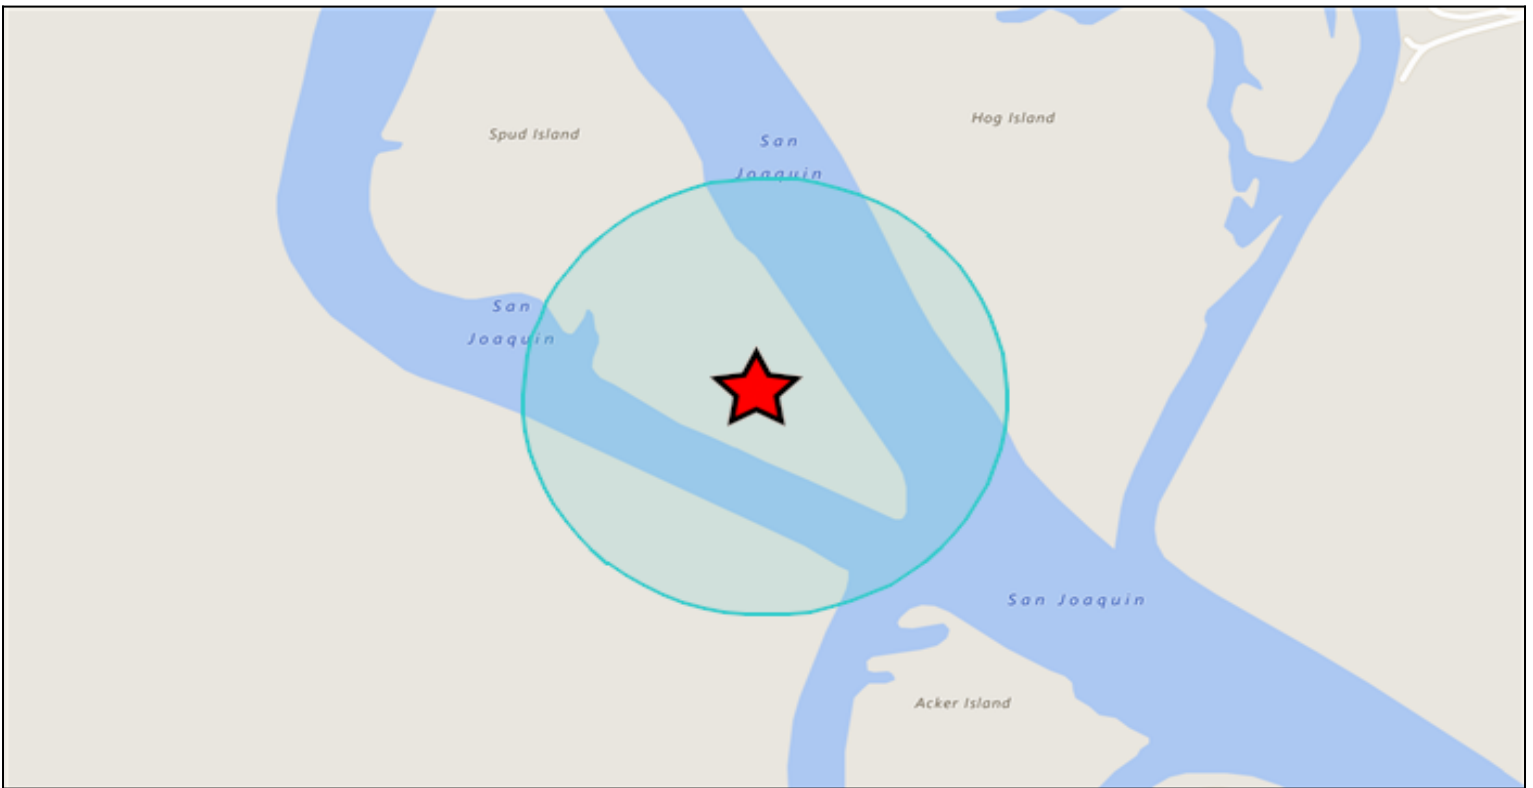 Hog Island
Spud Island
San
Joaquin
San
Joaquin
San Joaquin
Acker Island